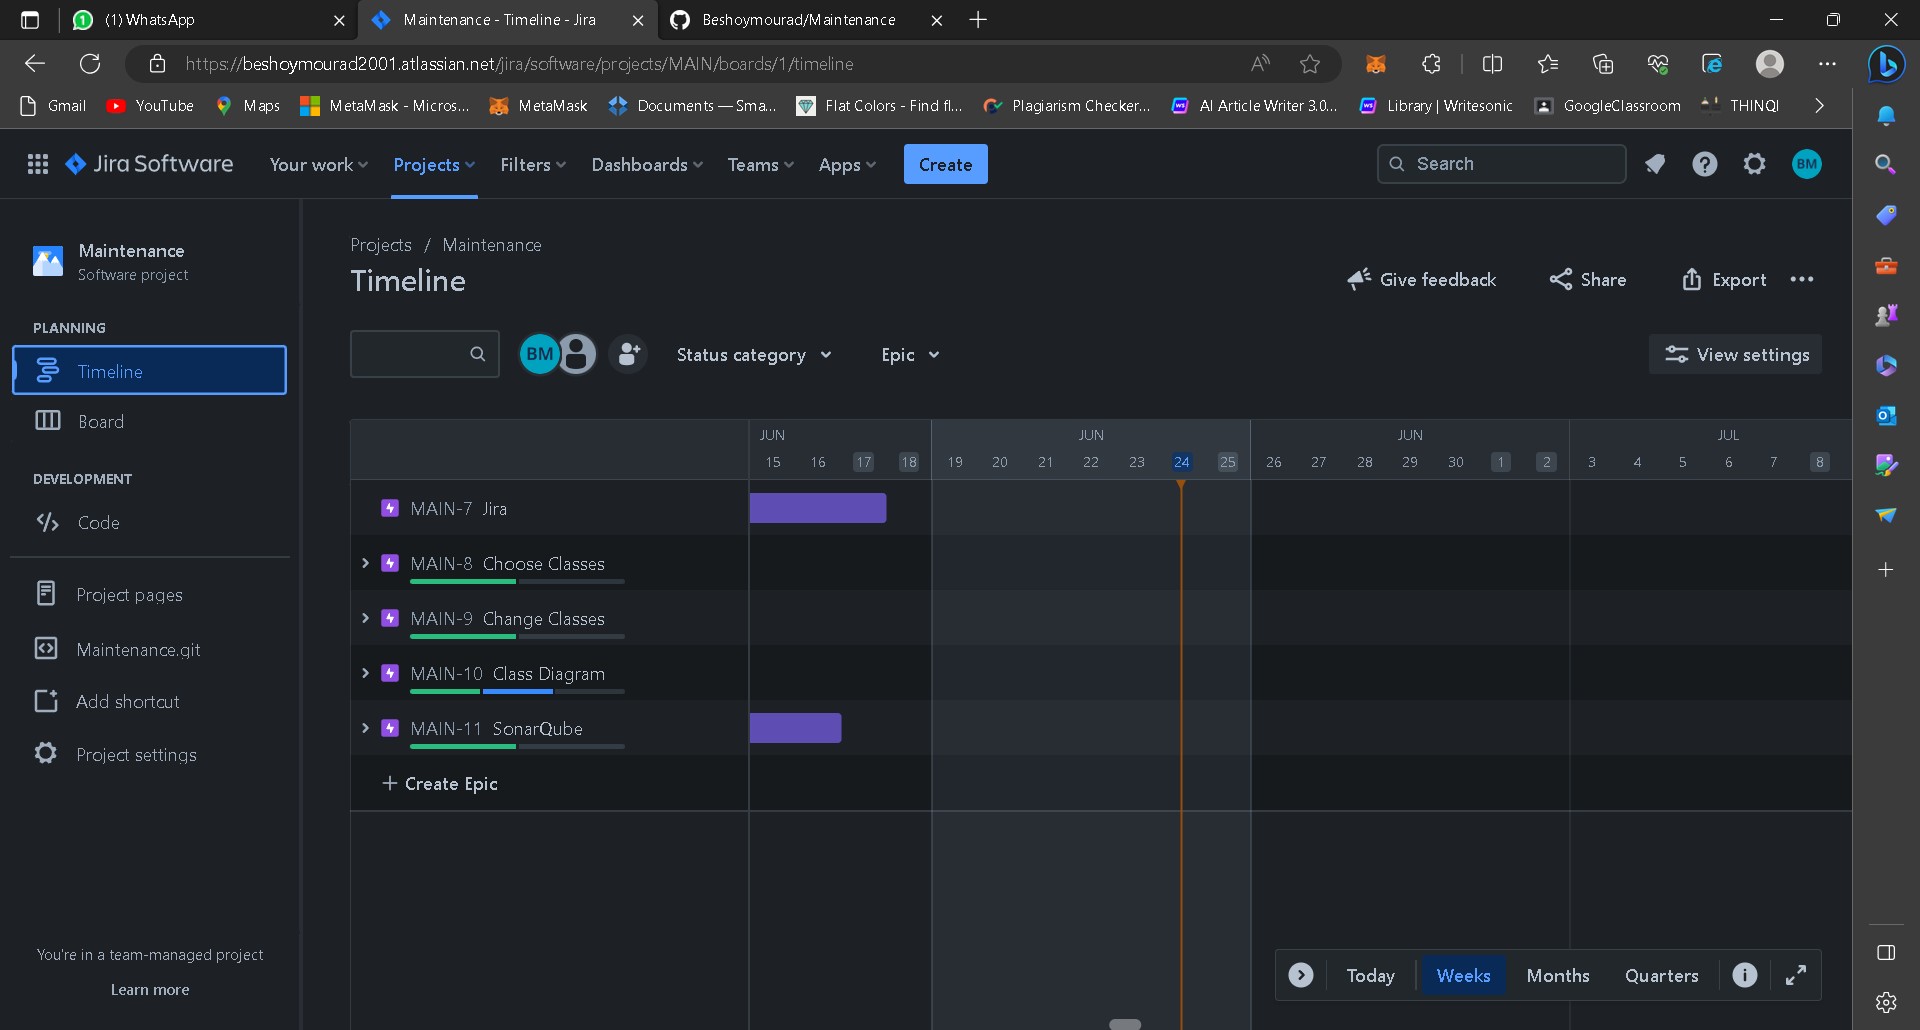 (1) WhatsApp
Maintenance - Timeline - Jira
Beshoymourad/Maintenance
https://beshoymourad2001.atlassian.net/jira/software/projects/MAIN/boards/1/timeline
Gmail YouTube Maps MetaMask - Micros... MetaMask Documents — Sma... Flat Colors - Find fl... Plagiarism Checker... AI Article Writer 3.0... Library | Writesonic GoogleClassroom THINQI
Jira Software Your work Projects Filters Dashboards Teams Apps Create Search BM
Maintenance
Software project
PLANNING
Timeline
Board
DEVELOPMENT
Code
Project pages
Maintenance.git
Add shortcut
Project settings
You're in a team-managed project
Learn more
Projects / Maintenance
Timeline
Give feedback Share Export
BM Status category Epic View settings
JUN JUN JUN JUL
15 16 17 18 19 20 21 22 23 24 25 26 27 28 29 30 1 2 3 4 5 6 7 8
MAIN-7 Jira
MAIN-8 Choose Classes
MAIN-9 Change Classes
MAIN-10 Class Diagram
MAIN-11 SonarQube
+ Create Epic
Today Weeks Months Quarters